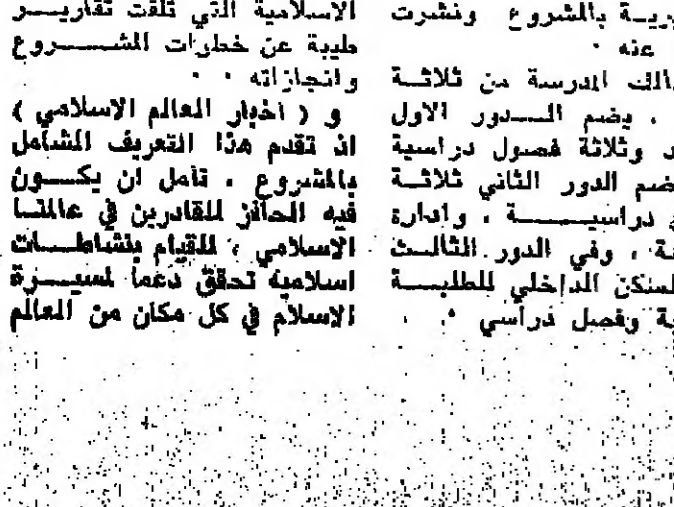 يرية بالمشروع ونشرت
عنه .
المدرسة من ثلاثة
، يضم الدور الاول
وثلاثة فصول دراسية
يضم الدور الثاني ثلاثة
دراسية ، وادارة
، وفي الدور الثالث
السكن الداخلي للطلبة
وفصل دراسي . .
الاسلامية التي تلقت تقارير
طيبة عن خطوات المشروع
وانجازاته . .
و ( اخبار العالم الاسلامي )
اذ تقدم هذا التعريف الشامل
بالمشروع ، تأمل ان يكون
فيه الحافز للقادرين في عالمنا
الاسلامي ، للقيام بنشاطات
اسلامية تحقق دعما لمسيرة
الاسلام في كل مكان من العالم